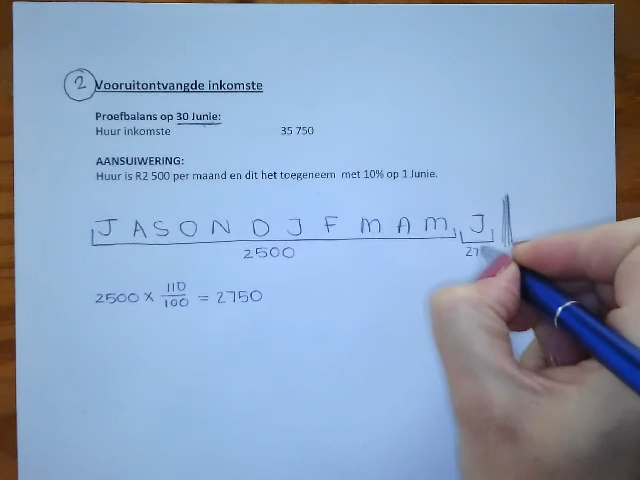 2 Vooruitontvangde inkomste
Proefbalans op 30 Junie:
Huur inkomste 35 750
AANSUIWERING:
Huur is R2 500 per maand en dit het toegeneem met 10% op 1 Junie.
J A S O N D J F M A M J
2500 27
2500 × 110/100 = 2750